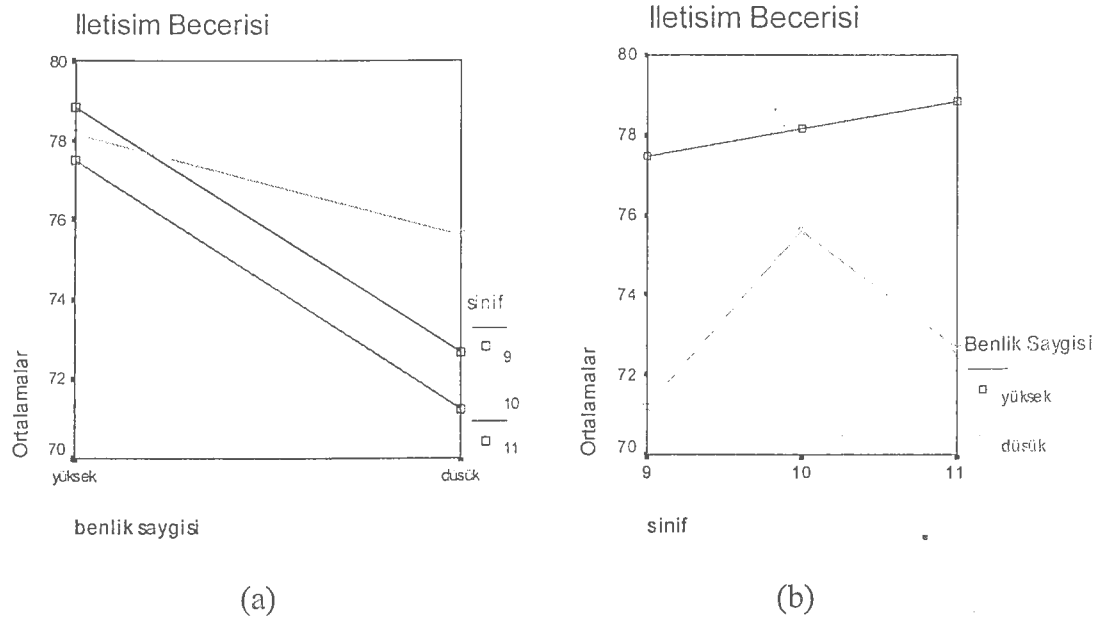 Iletisim Becerisi
80
78
76
74
72
70
Ortalamalar
yüksek
düsük
benlik saygisi
sinif
9
10
11
(a)
Iletisim Becerisi
80
78
76
74
72
70
Ortalamalar
9
10
11
sinif
Benlik Saygisi
yüksek
düsük
(b)